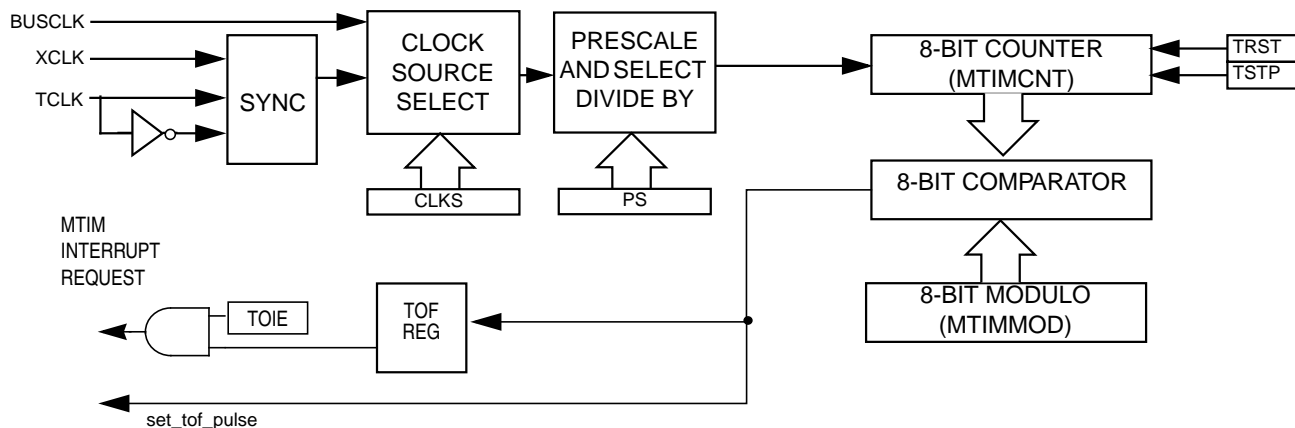 BUSCLK
XCLK
TCLK
SYNC
CLOCK
SOURCE
SELECT
PRESCALE
AND SELECT
DIVIDE BY
8-BIT COUNTER
(MTIMCNT)
TRST
TSTP
CLKS
PS
8-BIT COMPARATOR
MTIM
INTERRUPT
REQUEST
TOIE
TOF
REG
8-BIT MODULO
(MTIMMOD)
set_tof_pulse